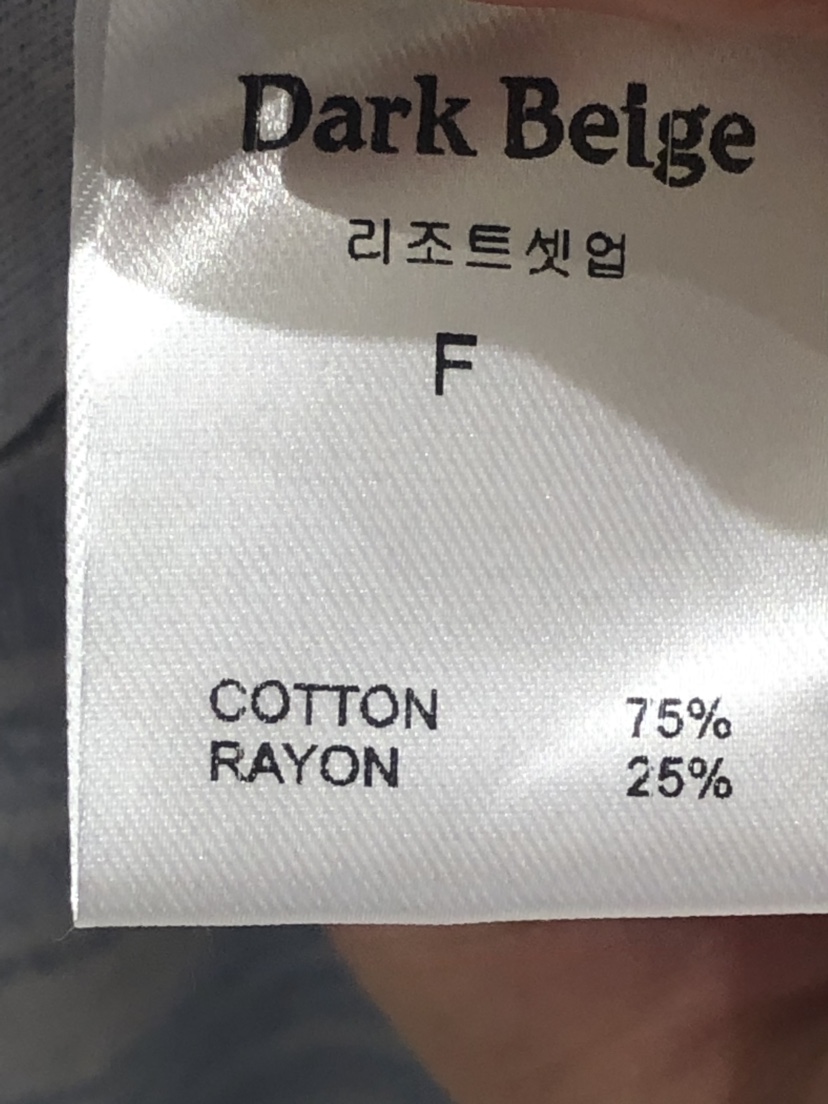 Dark Beige
리조트셋업
F
COTTON 75%
RAYON 25%